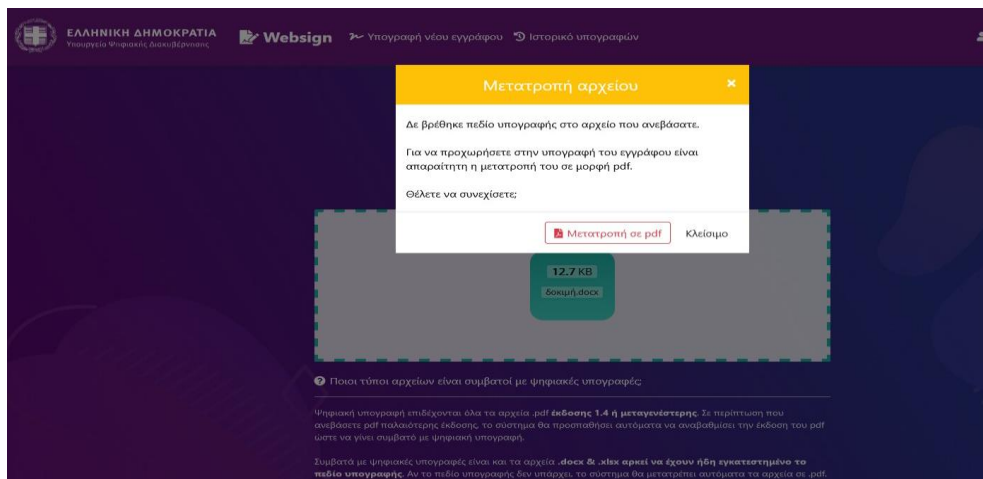 ΕΛΛΗΝΙΚΗ ΔΗΜΟΚΡΑΤΙΑ
Υπουργείο Ψηφιακής Διακυβέρνησης
Websign
Υπογραφή νέου εγγράφου
Ιστορικό υπογραφών
Μετατροπή αρχείου
Δε βρέθηκε πεδίο υπογραφής στο αρχείο που ανεβάσατε.
Για να προχωρήσετε στην υπογραφή του εγγράφου είναι
απαραίτητη η μετατροπή του σε μορφή pdf.
Θέλετε να συνεχίσετε;
Μετατροπή σε pdf
Κλείσιμο
12.7 KB
δοκιμή.docx
Ποιοι τύποι αρχείων είναι συμβατοί με ψηφιακές υπογραφές;
Ψηφιακή υπογραφή επιδέχονται όλα τα αρχεία .pdf έκδοσης 1.4 ή μεταγενέστερης. Σε περίπτωση που
ανεβάσετε pdf παλαιότερης έκδοσης, το σύστημα θα προσπαθήσει αυτόματα να αναβαθμίσει την έκδοση του pdf
ώστε να γίνει συμβατό με ψηφιακή υπογραφή.
Συμβατά με ψηφιακές υπογραφές είναι και τα αρχεία .docx & .xlsx αρκεί να έχουν ήδη εγκατεστημένο το
πεδίο υπογραφής. Αν το πεδίο υπογραφής δεν υπάρχει, το σύστημα θα μετατρέπει αυτόματα τα αρχεία σε .pdf.